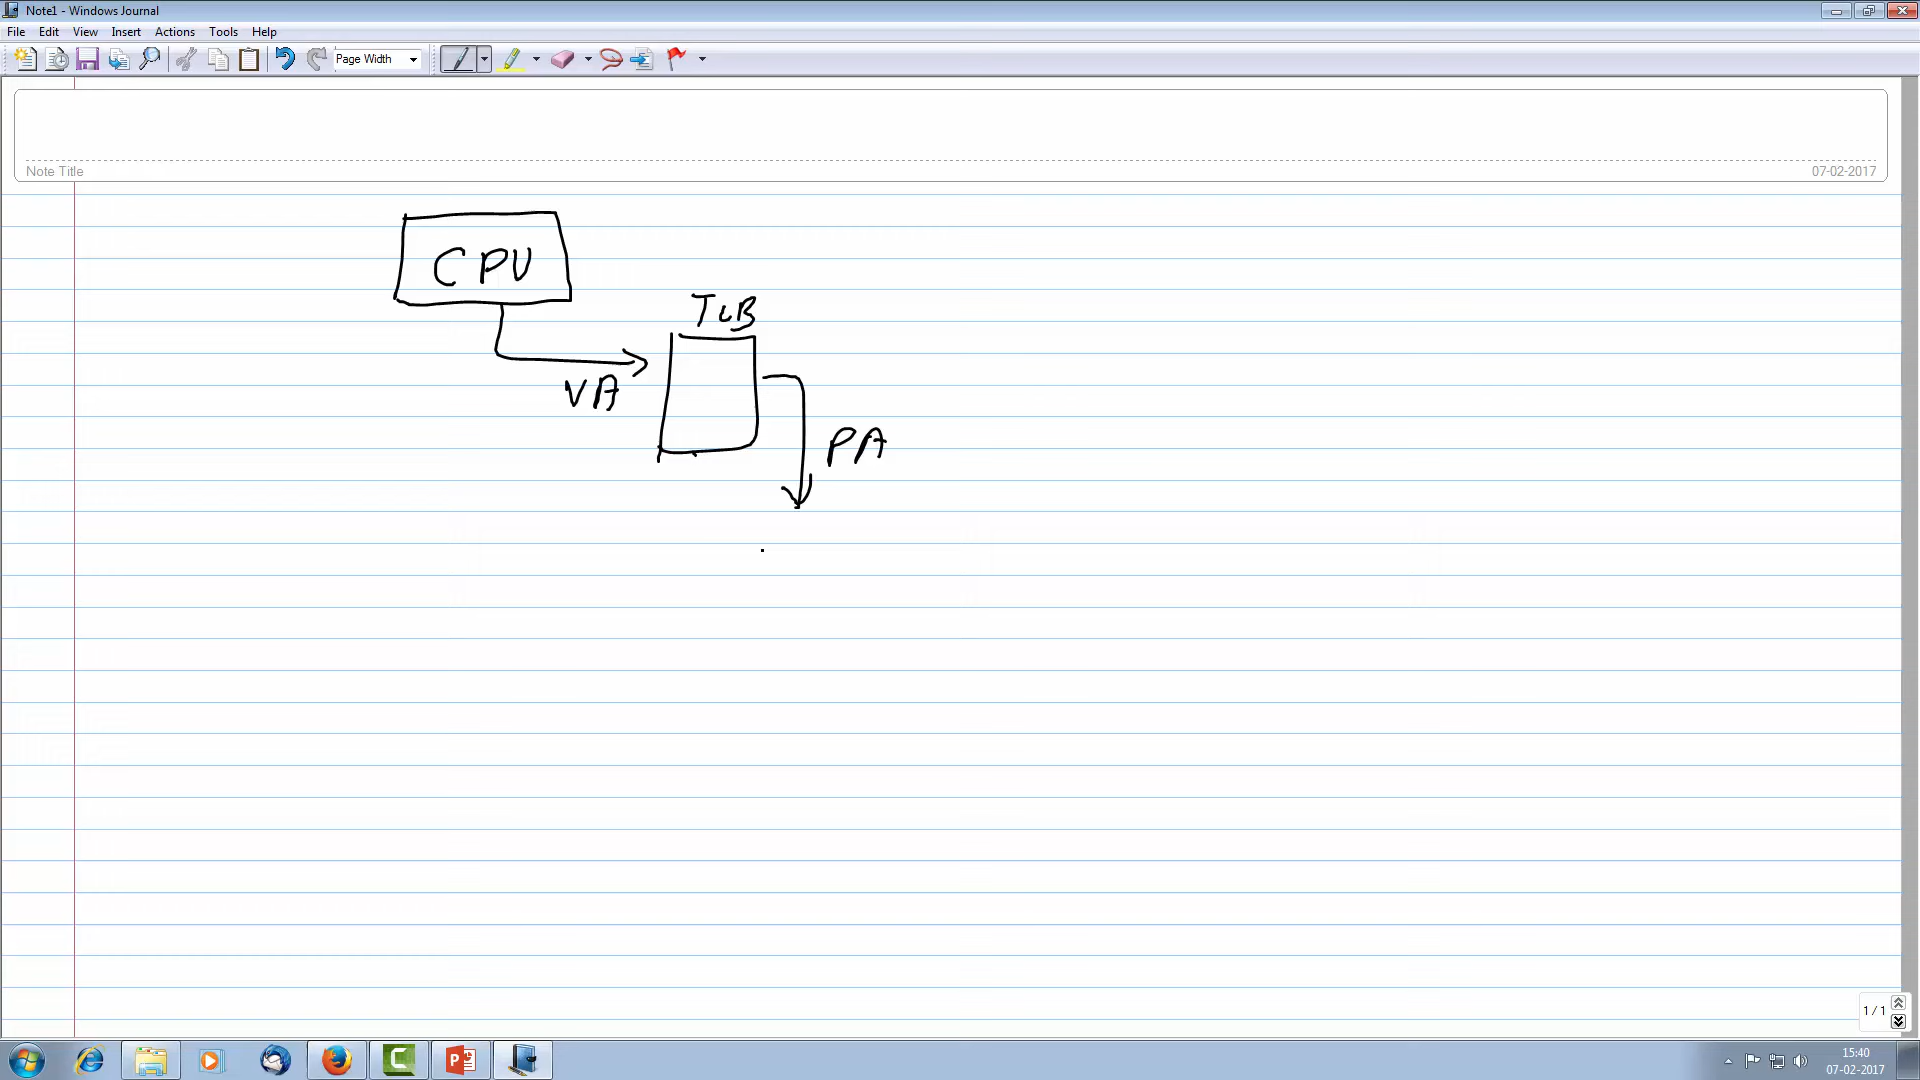 Note1 - Windows Journal
File Edit View Insert Actions Tools Help
Page Width
Note Title
07-02-2017
CPU
TLB
VA
PA
1 / 1
15:40
07-02-2017